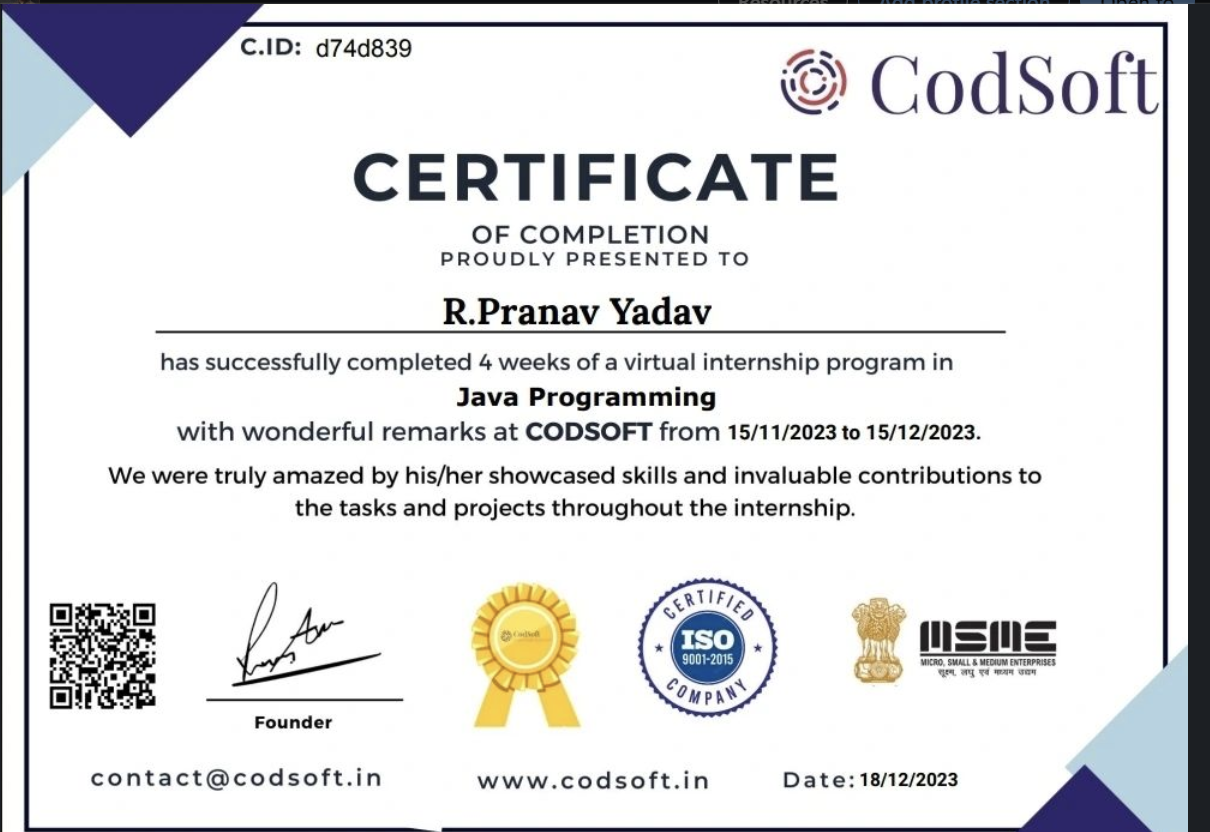 C.ID: d74d839
CodSoft
CERTIFICATE
OF COMPLETION
PROUDLY PRESENTED TO
R.Pranav Yadav
has successfully completed 4 weeks of a virtual internship program in
Java Programming
with wonderful remarks at CODSOFT from 15/11/2023 to 15/12/2023.
We were truly amazed by his/her showcased skills and invaluable contributions to
the tasks and projects throughout the internship.
Founder
CodSoft
CERTIFIED
ISO
9001-2015
COMPANY
MSME
MICRO, SMALL & MEDIUM ENTERPRISES
सूक्ष्म, लघु एवं मध्यम उद्यम
contact@codsoft.in
www.codsoft.in
Date: 18/12/2023